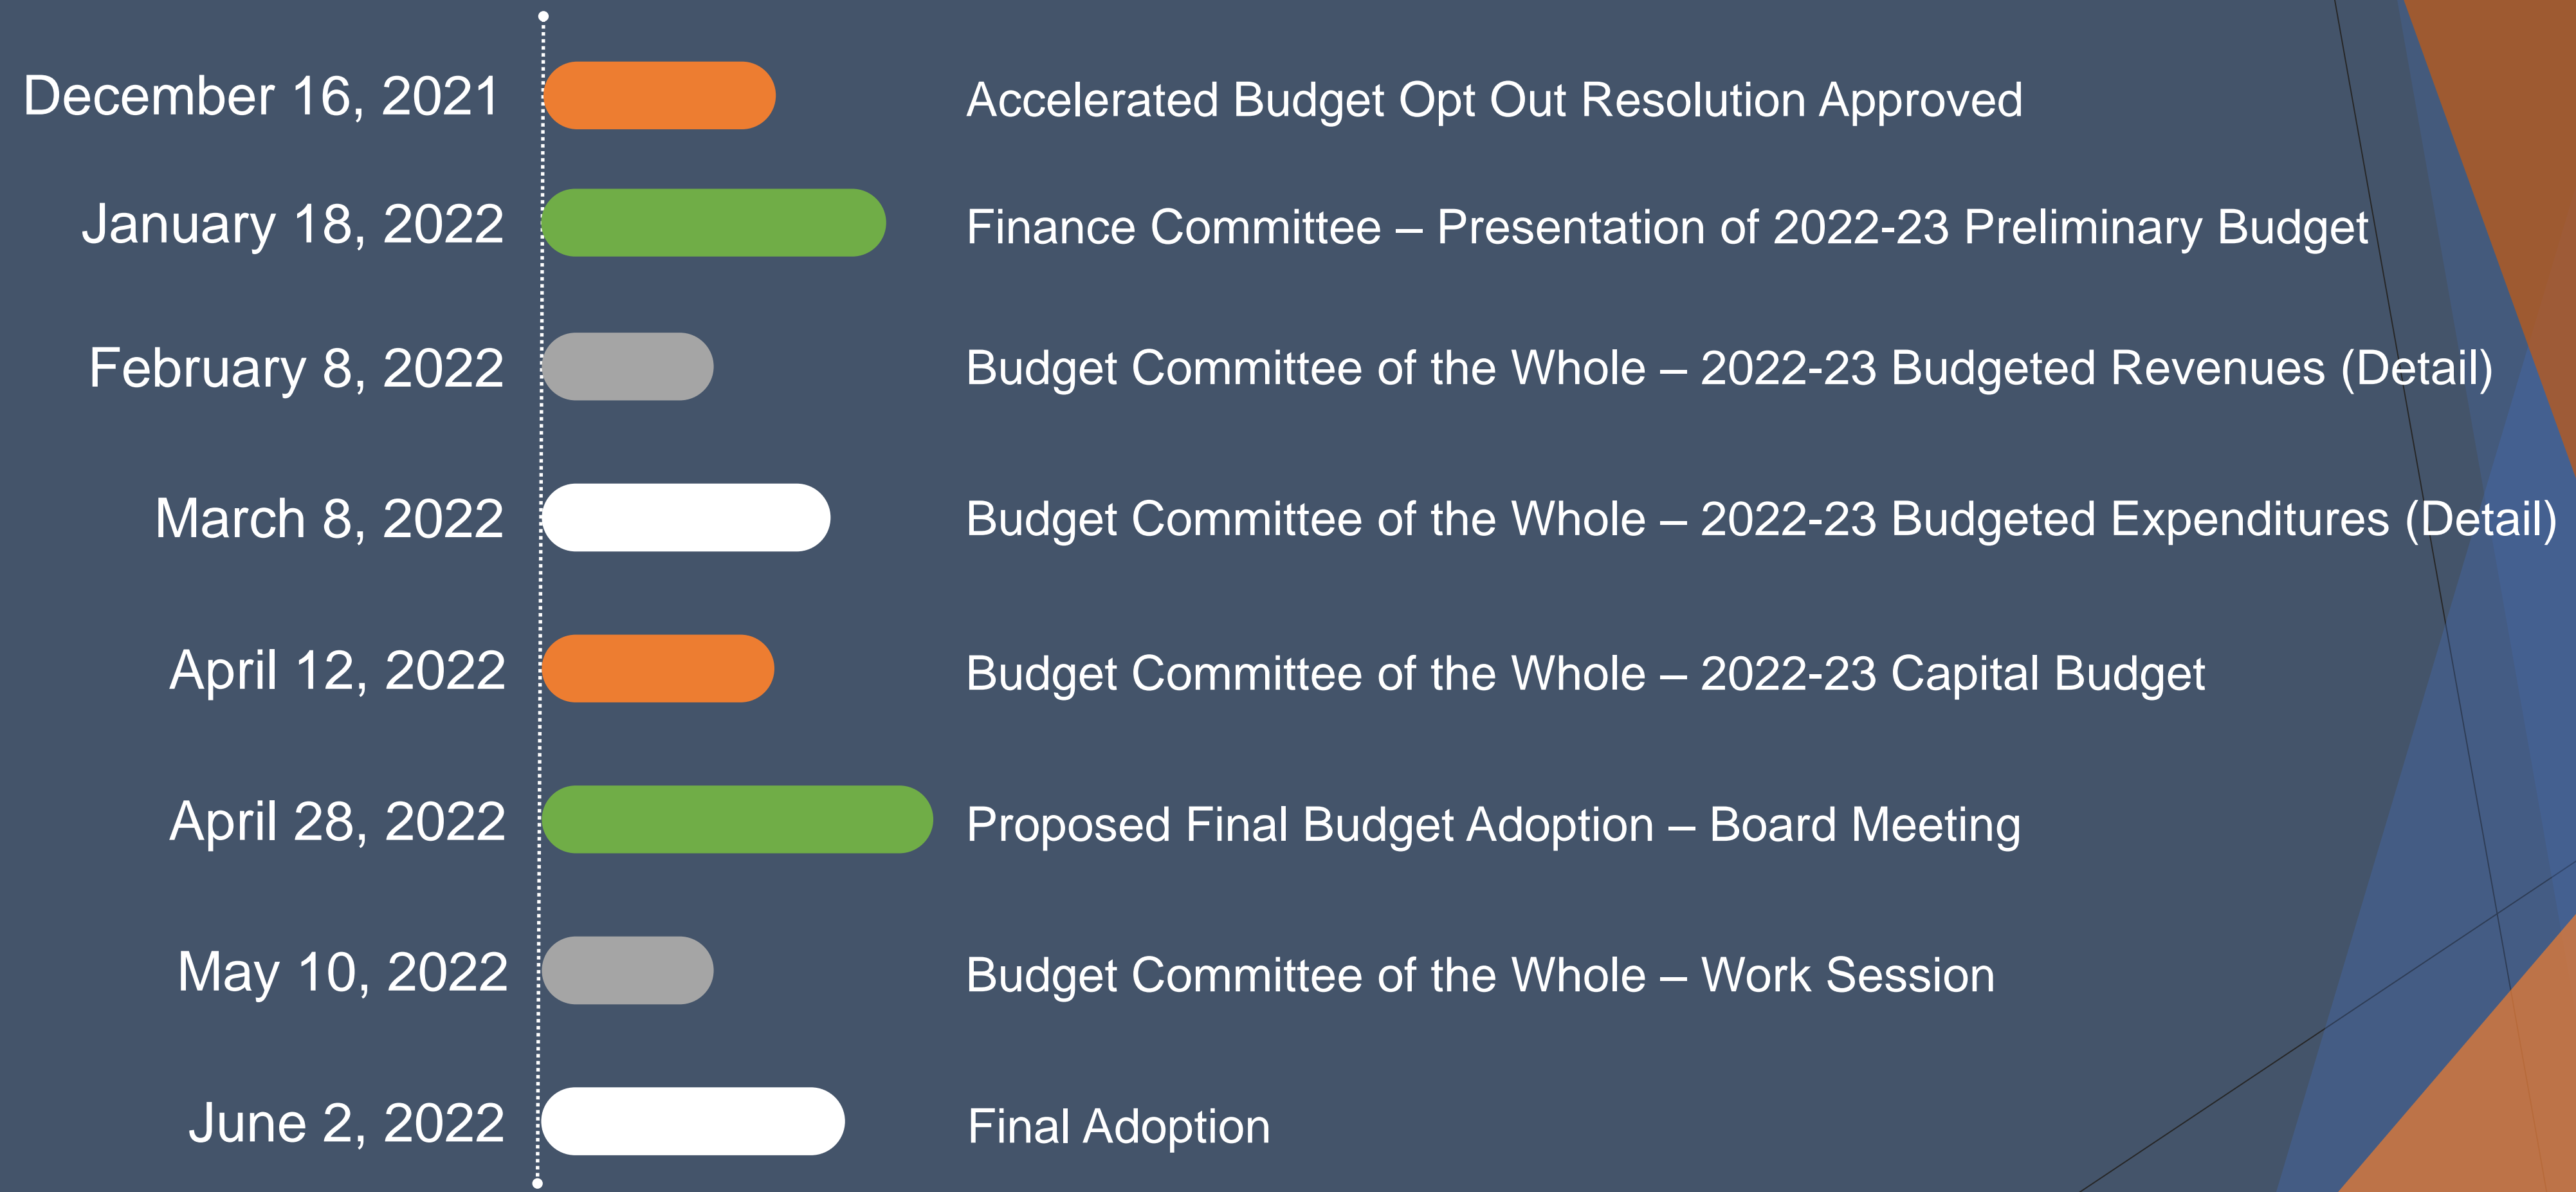 December 16, 2021 Accelerated Budget Opt Out Resolution Approved
January 18, 2022 Finance Committee – Presentation of 2022-23 Preliminary Budget
February 8, 2022 Budget Committee of the Whole – 2022-23 Budgeted Revenues (Detail)
March 8, 2022 Budget Committee of the Whole – 2022-23 Budgeted Expenditures (Detail)
April 12, 2022 Budget Committee of the Whole – 2022-23 Capital Budget
April 28, 2022 Proposed Final Budget Adoption – Board Meeting
May 10, 2022 Budget Committee of the Whole – Work Session
June 2, 2022 Final Adoption